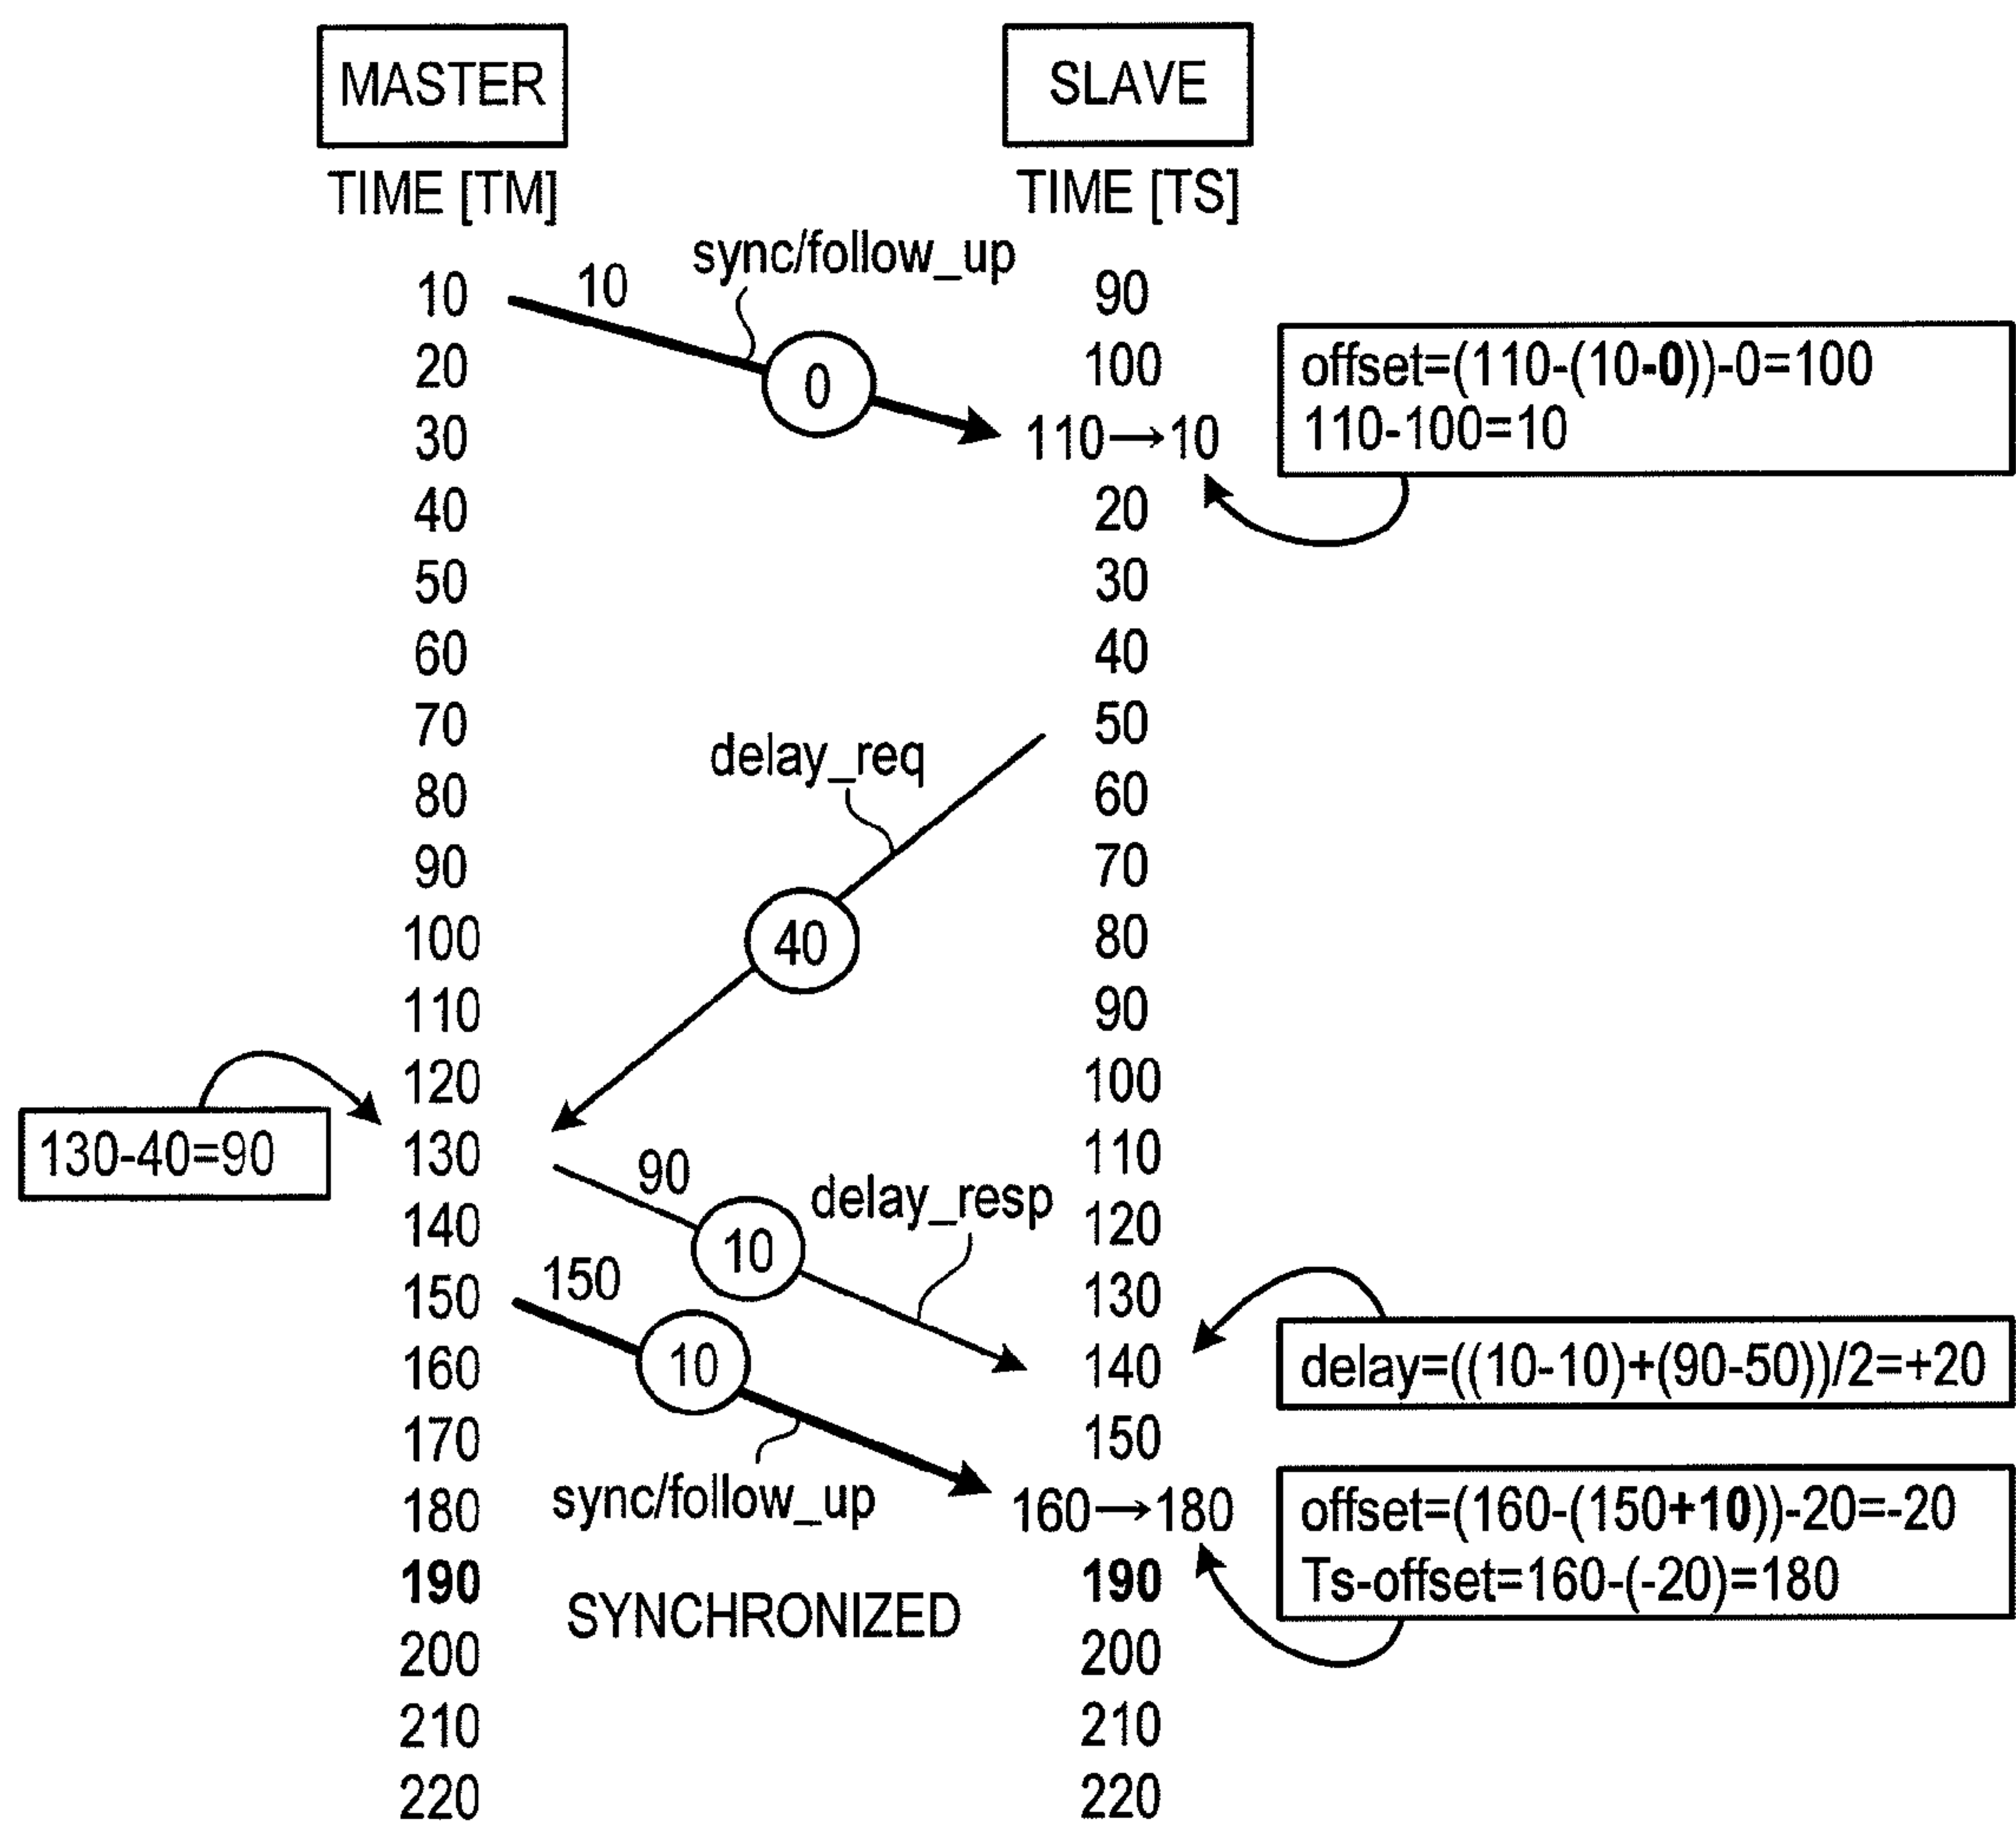 MASTER SLAVE
TIME [TM] TIME [TS]
sync/follow_up
10 10 90
20 0 100
offset=(110-(10-0))-0=100
110-100=10
30 110→10
40 20
50 30
60 40
70 50
delay_req
80 60
90 70
100 40 80
110 90
120 100
130-40=90
130 110
90
delay_resp
140 10 120
150
150 130
160 10 140
delay=((10-10)+(90-50))/2=+20
170 150
sync/follow_up
180 160→180
offset=(160-(150+10))-20=-20
Ts-offset=160-(-20)=180
190 190
SYNCHRONIZED
200 200
210 210
220 220